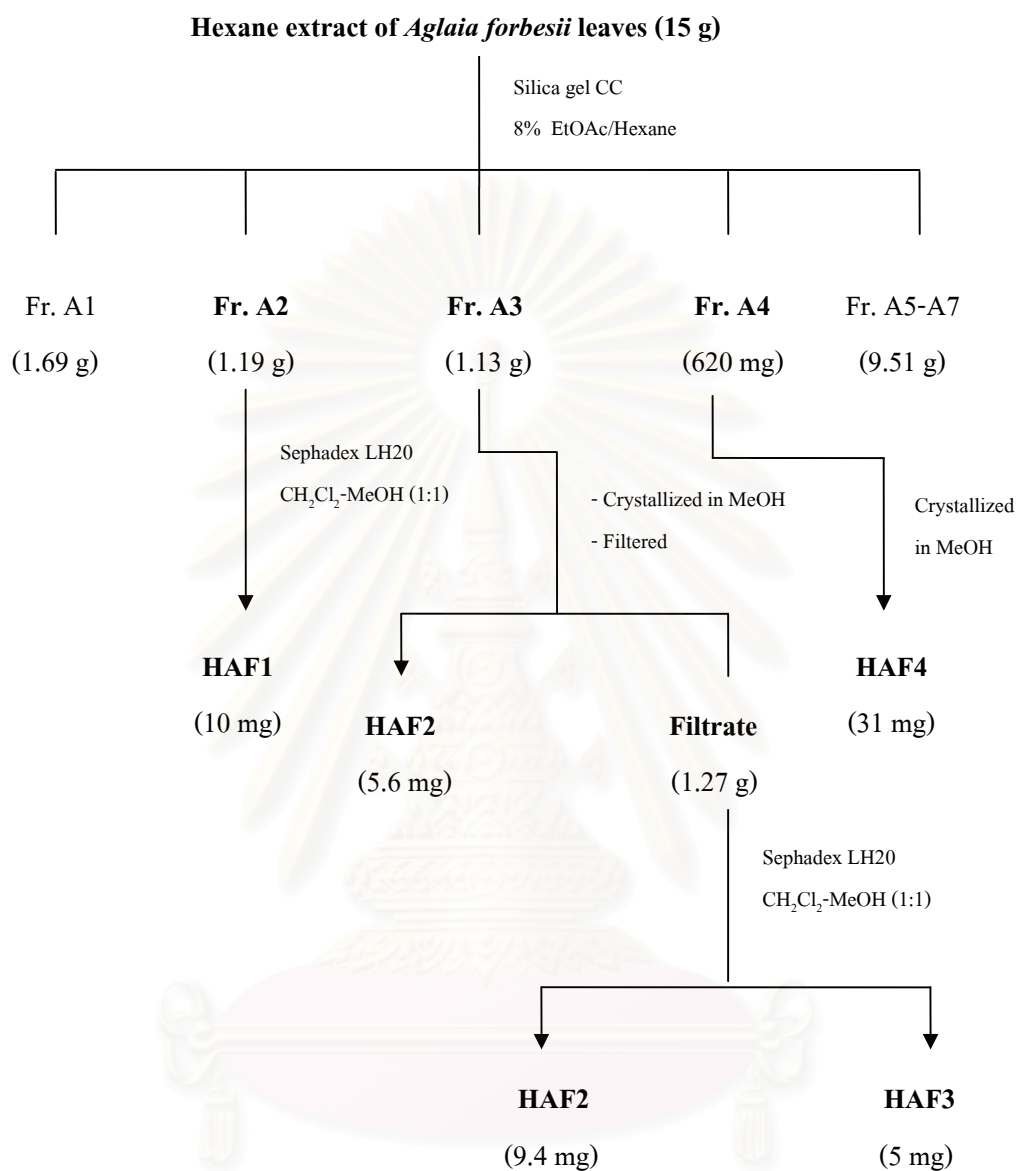 Hexane extract of Aglaia forbesii leaves (15 g)
Silica gel CC
8% EtOAc/Hexane
Fr. A1
(1.69 g)
Fr. A2
(1.19 g)
Fr. A3
(1.13 g)
Fr. A4
(620 mg)
Fr. A5-A7
(9.51 g)
Sephadex LH20
CH₂Cl₂-MeOH (1:1)
- Crystallized in MeOH
- Filtered
Crystallized
in MeOH
HAF1
(10 mg)
HAF2
(5.6 mg)
Filtrate
(1.27 g)
HAF4
(31 mg)
Sephadex LH20
CH₂Cl₂-MeOH (1:1)
HAF2
(9.4 mg)
HAF3
(5 mg)